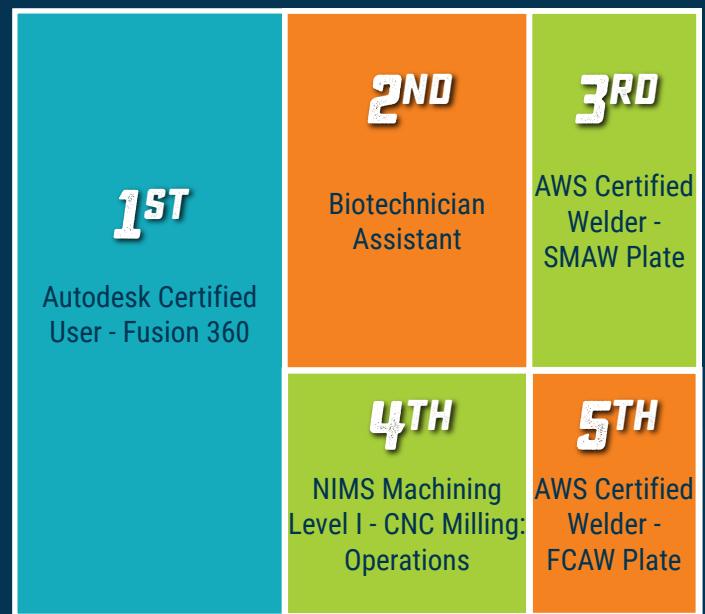 1ST
Autodesk Certified
User - Fusion 360
2ND
Biotechnician
Assistant
3RD
AWS Certified
Welder -
SMAW Plate
4TH
NIMS Machining
Level I - CNC Milling:
Operations
5TH
AWS Certified
Welder -
FCAW Plate